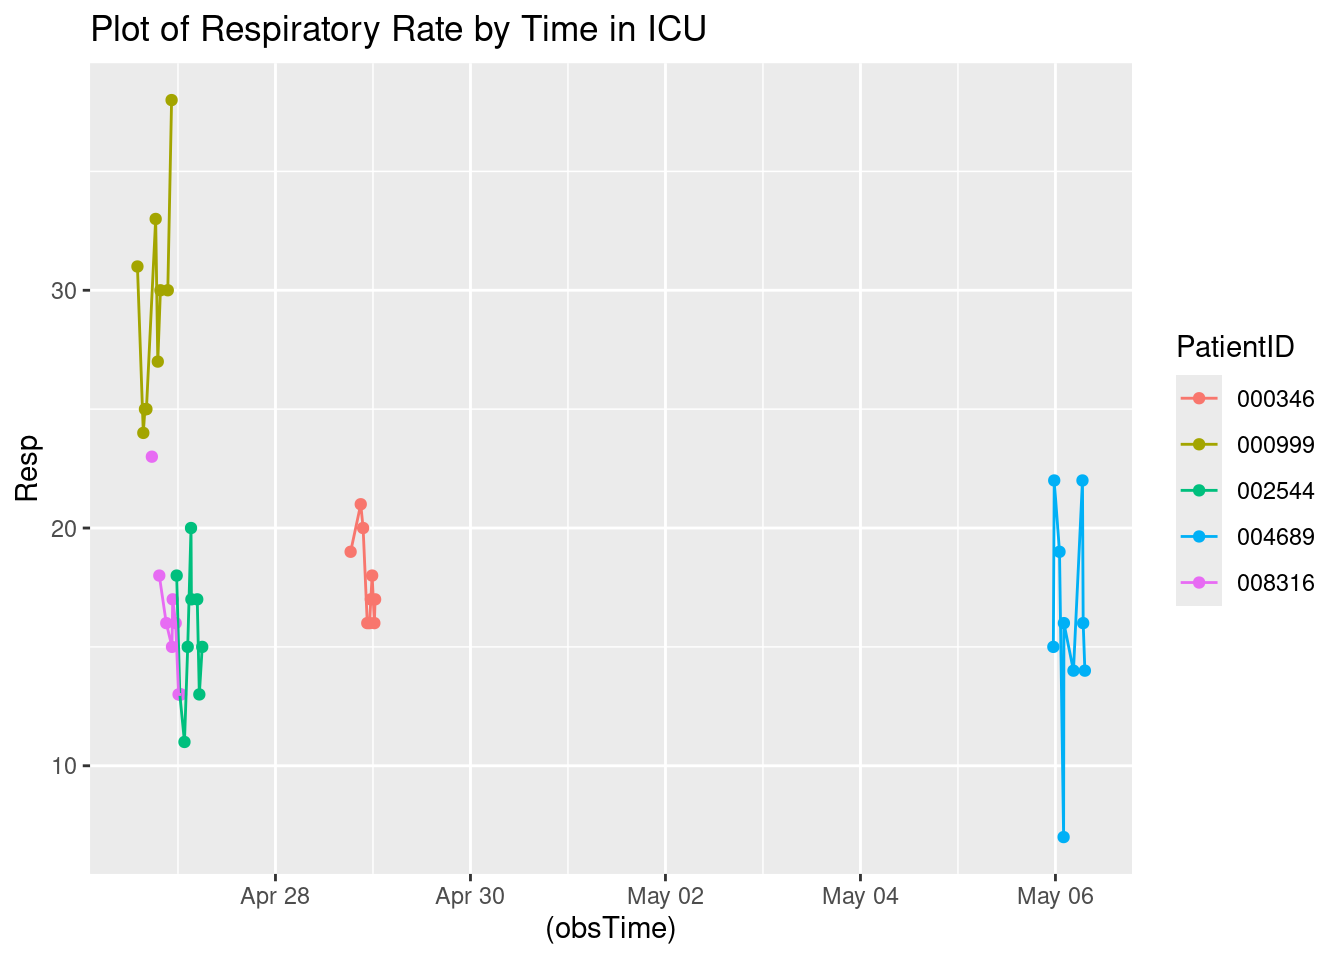 Plot of Respiratory Rate by Time in ICU
Resp
30
20
10
Apr 28
Apr 30
May 02
May 04
May 06
(obsTime)
PatientID
000346
000999
002544
004689
008316